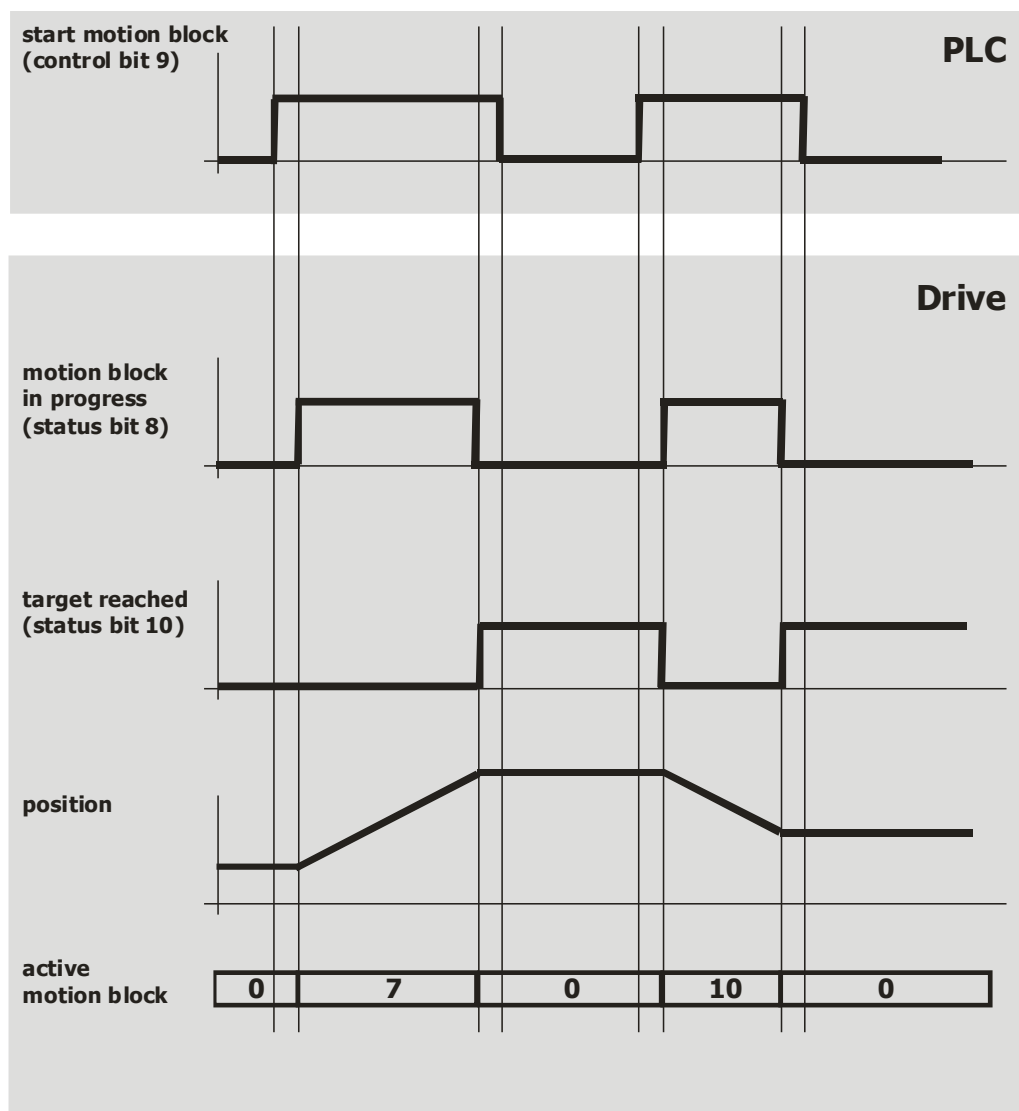 start motion block
(control bit 9)
PLC
Drive
motion block
in progress
(status bit 8)
target reached
(status bit 10)
position
active
motion block
0 7 0 10 0